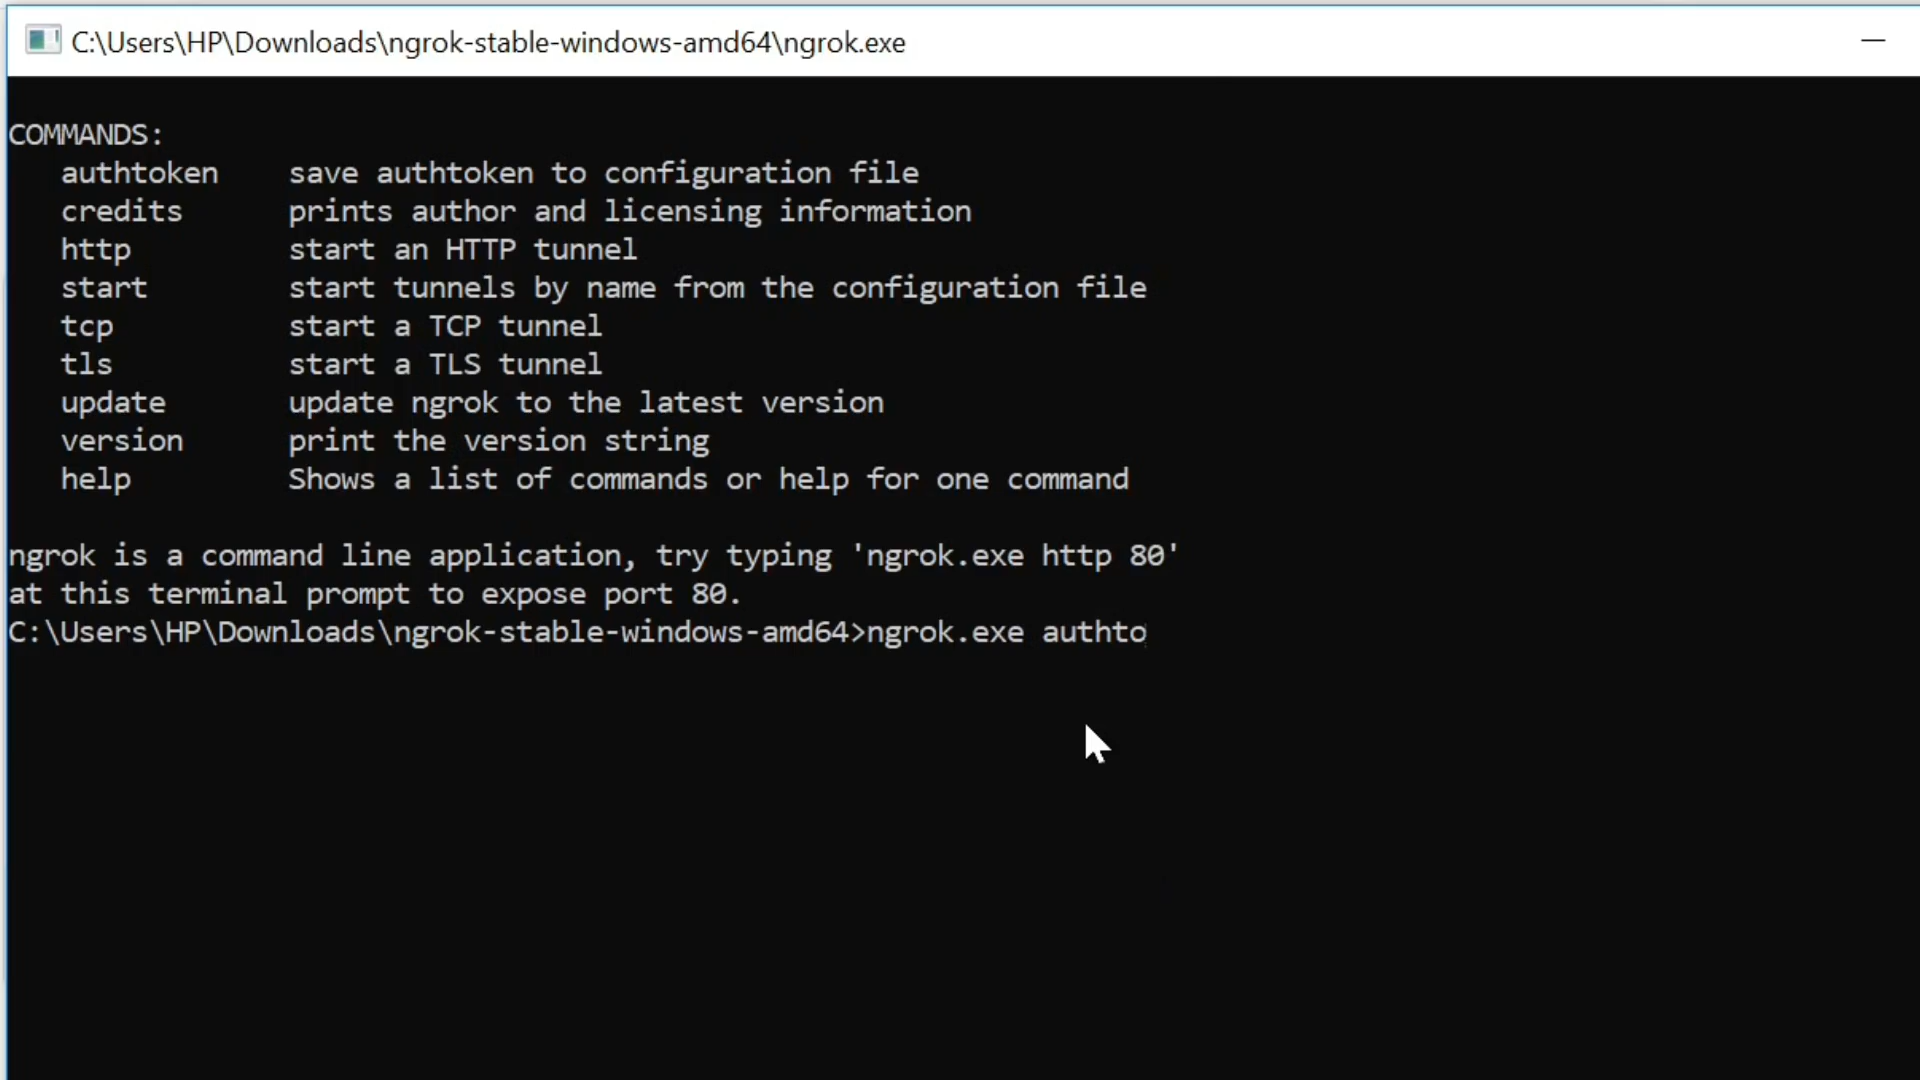 C:\Users\HP\Downloads\ngrok-stable-windows-amd64\ngrok.exe
COMMANDS:
authtoken    save authtoken to configuration file
credits      prints author and licensing information
http         start an HTTP tunnel
start        start tunnels by name from the configuration file
tcp          start a TCP tunnel
tls          start a TLS tunnel
update       update ngrok to the latest version
version      print the version string
help         Shows a list of commands or help for one command
ngrok is a command line application, try typing 'ngrok.exe http 80'
at this terminal prompt to expose port 80.
C:\Users\HP\Downloads\ngrok-stable-windows-amd64>ngrok.exe authto